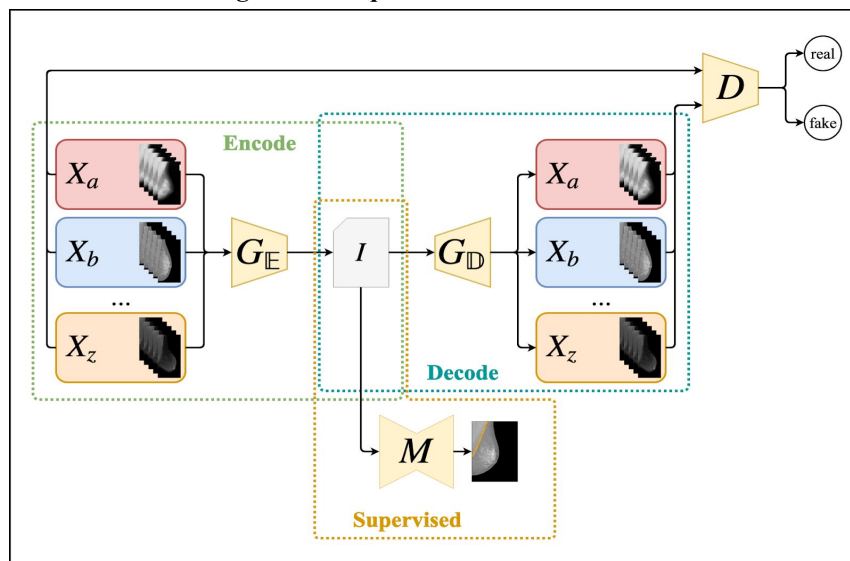 real
D
fake
Encode
X_a
X_b
...
X_z
G_𝔼
I
G_𝔻
X_a
X_b
...
X_z
Decode
M
Supervised